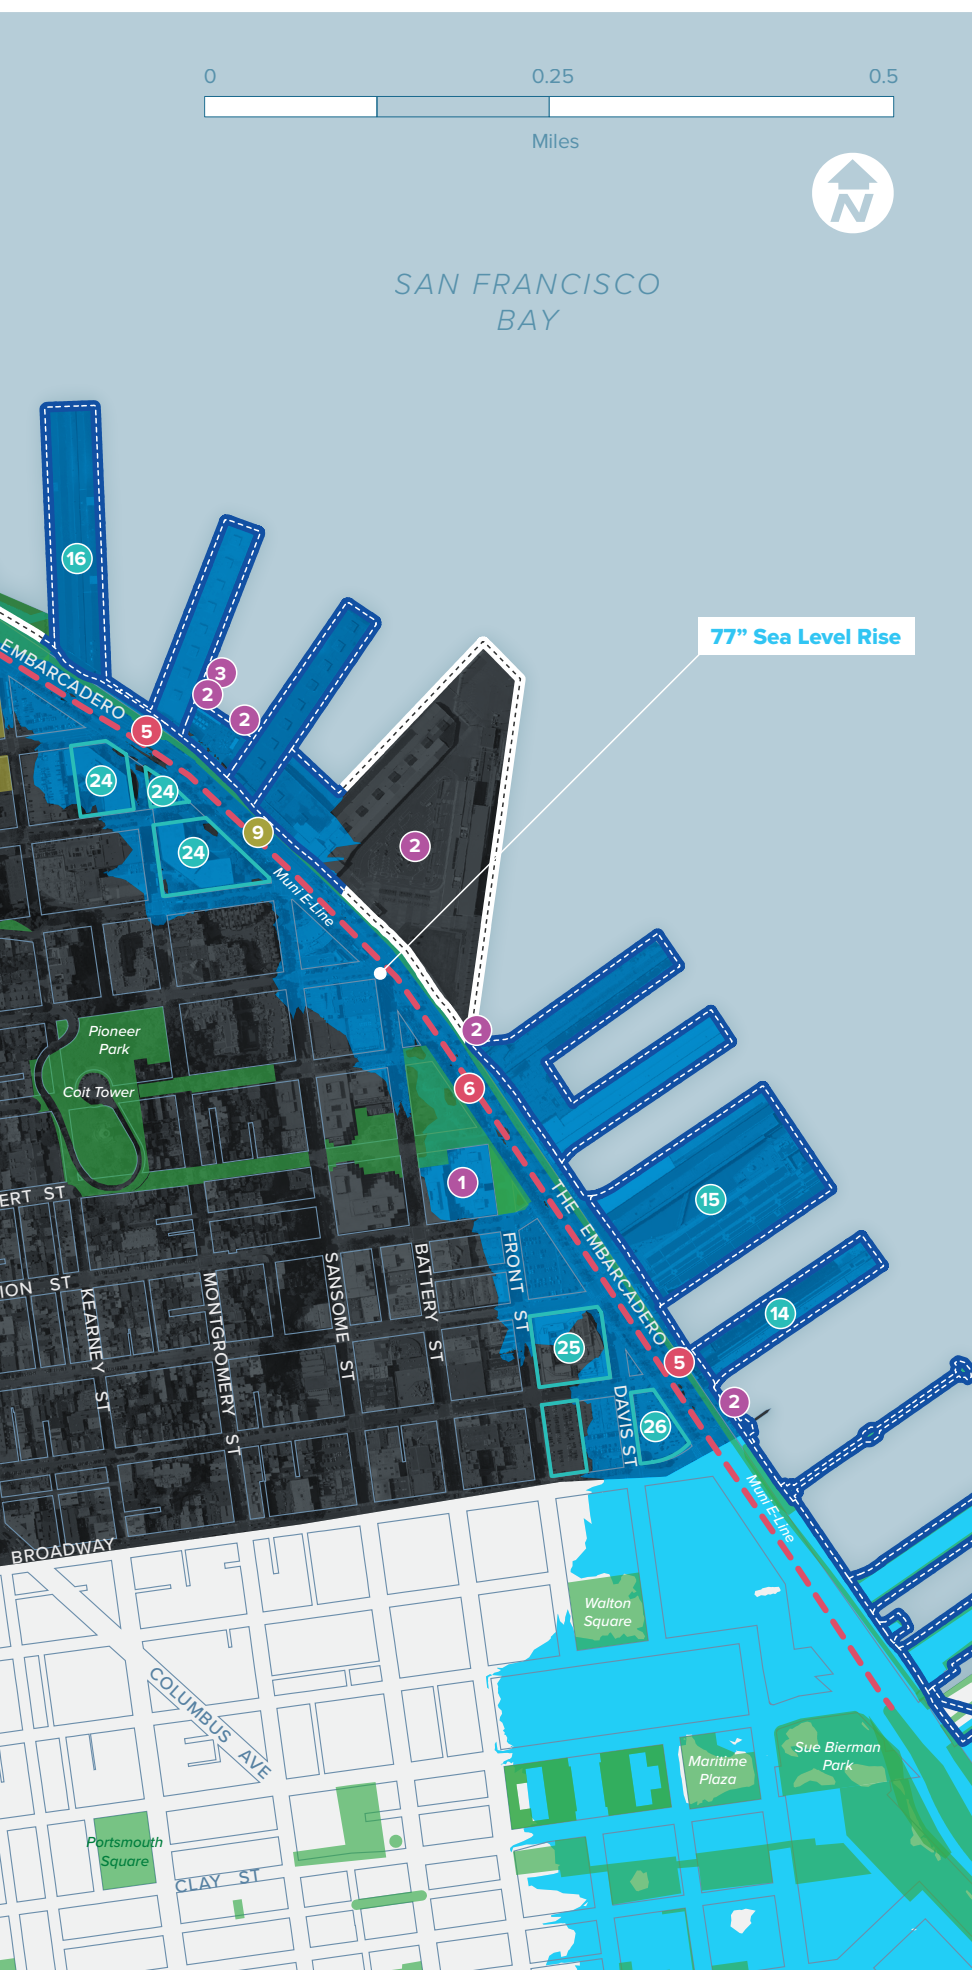 0 0.25 0.5
Miles
N
SAN FRANCISCO
BAY
16
77” Sea Level Rise
EMBARCADERO
3
2
2
5
24
24
9
24
2
Muni E-Line
Pioneer
Park
2
Coit Tower
6
1
ERT ST
15
THE EMBARCADERO
FRONT ST
BATTERY ST
SANSOME ST
MONTGOMERY ST
KEARNEY ST
ION ST
14
25
5
2
DAVIS ST
26
Muni E-Line
BROADWAY
Walton
Square
COLUMBUS AVE
Maritime
Plaza
Sue Bierman
Park
Portsmouth
Square
CLAY ST